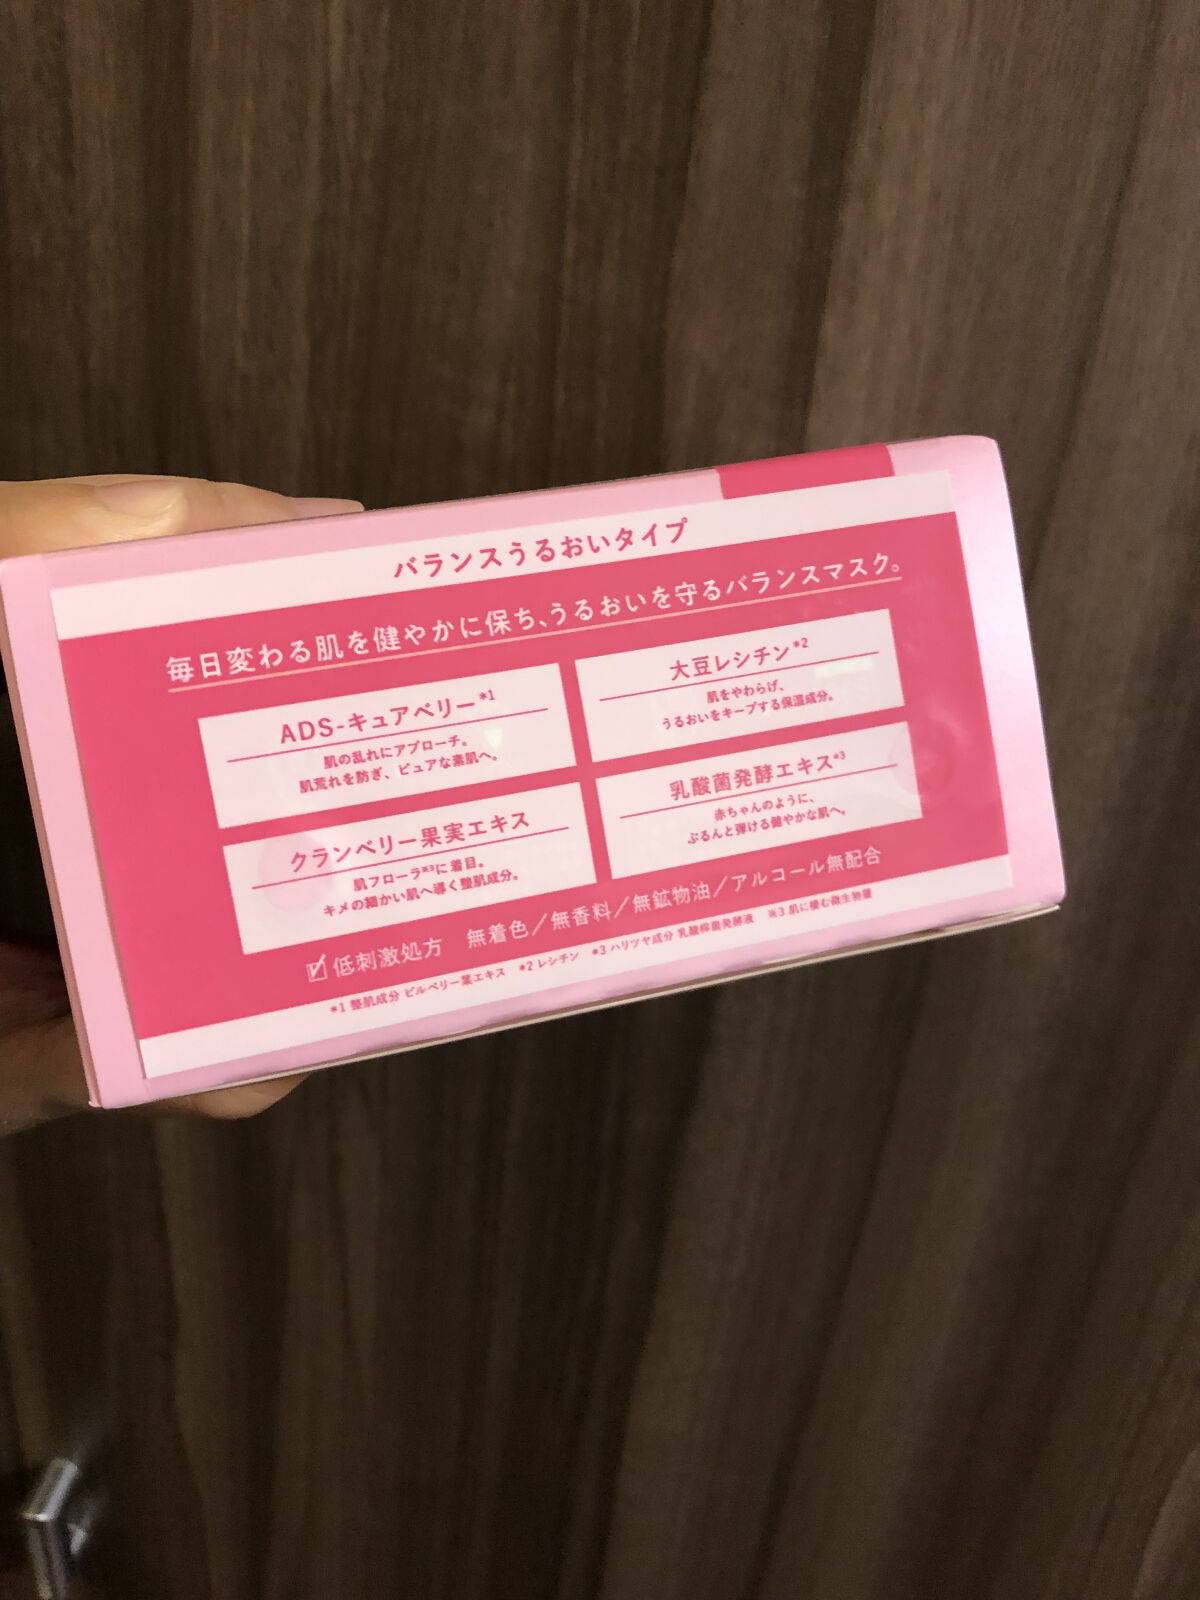 バランスうるおいタイプ
毎日変わる肌を健やかに保ち、うるおいを守るバランスマスク。
ADS-キュアベリー*1
肌の乱れにアプローチ。
肌荒れを防ぎ、ピュアな素肌へ。
大豆レシチン*2
肌をやわらげ、
うるおいをキープする保湿成分。
クランベリー果実エキス
肌フローラ※3に着目。
キメの細かい肌へ導く整肌成分。
乳酸菌発酵エキス*3
赤ちゃんのように、
ぷるんと弾ける健やかな肌へ。
低刺激処方 無着色/無香料/無鉱物油/アルコール無配合
*1 整肌成分 ビルベリー葉エキス *2 レシチン *3 ハリツヤ成分 乳酸桿菌発酵液 ※3 肌に棲む微生物叢